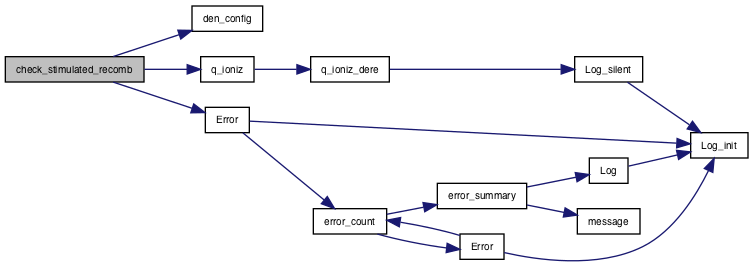 den_config
check_stimulated_recomb
q_ioniz
q_ioniz_dere
Log_silent
Error
Log_init
Log
error_summary
error_count
message
Error